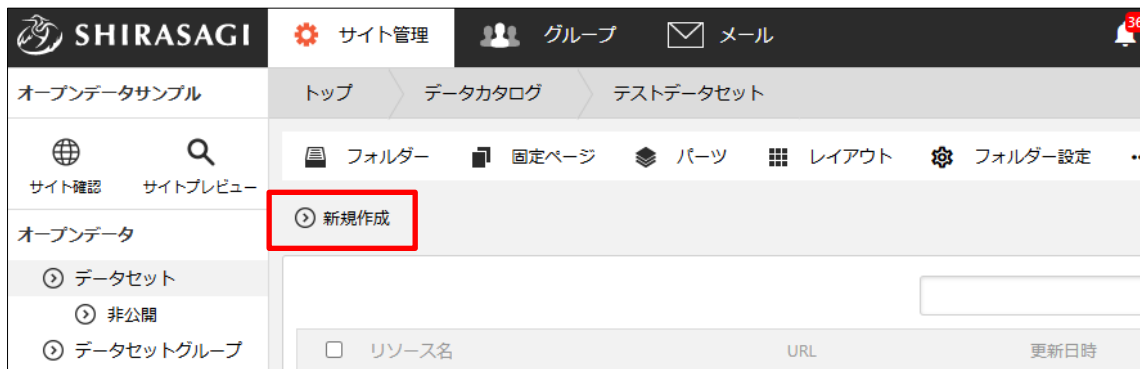 SHIRASAGI サイト管理 グループ メール 36
オープンデータサンプル トップ データカタログ テストデータセット
サイト確認 サイトプレビュー フォルダー 固定ページ パーツ レイアウト フォルダー設定
新規作成
オープンデータ
データセット
非公開
データセットグループ
リソース名 URL 更新日時